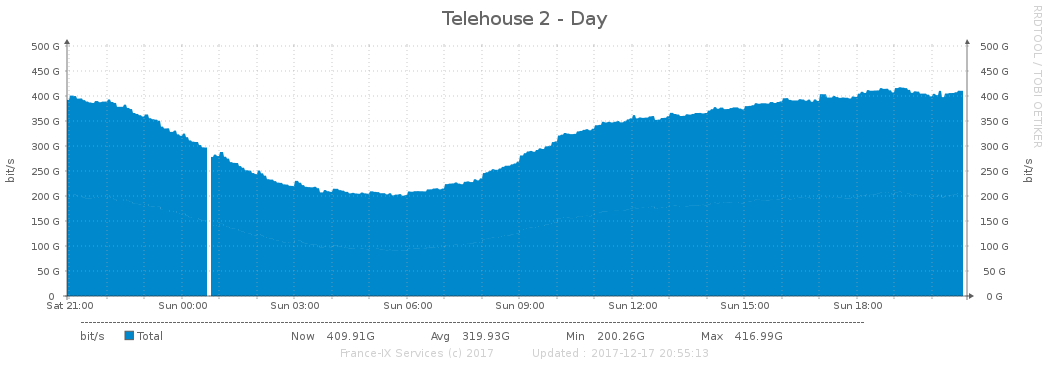 Telehouse 2 - Day
RRDTOOL / TOBI OETIKER
500 G 500 G
450 G 450 G
400 G 400 G
350 G 350 G
300 G 300 G
250 G 250 G
200 G 200 G
150 G 150 G
100 G 100 G
50 G 50 G
0 0 G
bit/s bit/s
Sat 21:00 Sun 00:00 Sun 03:00 Sun 06:00 Sun 09:00 Sun 12:00 Sun 15:00 Sun 18:00
bit/s Total Now 409.91G Avg 319.93G Min 200.26G Max 416.99G
France-IX Services (c) 2017 Updated : 2017-12-17 20:55:13